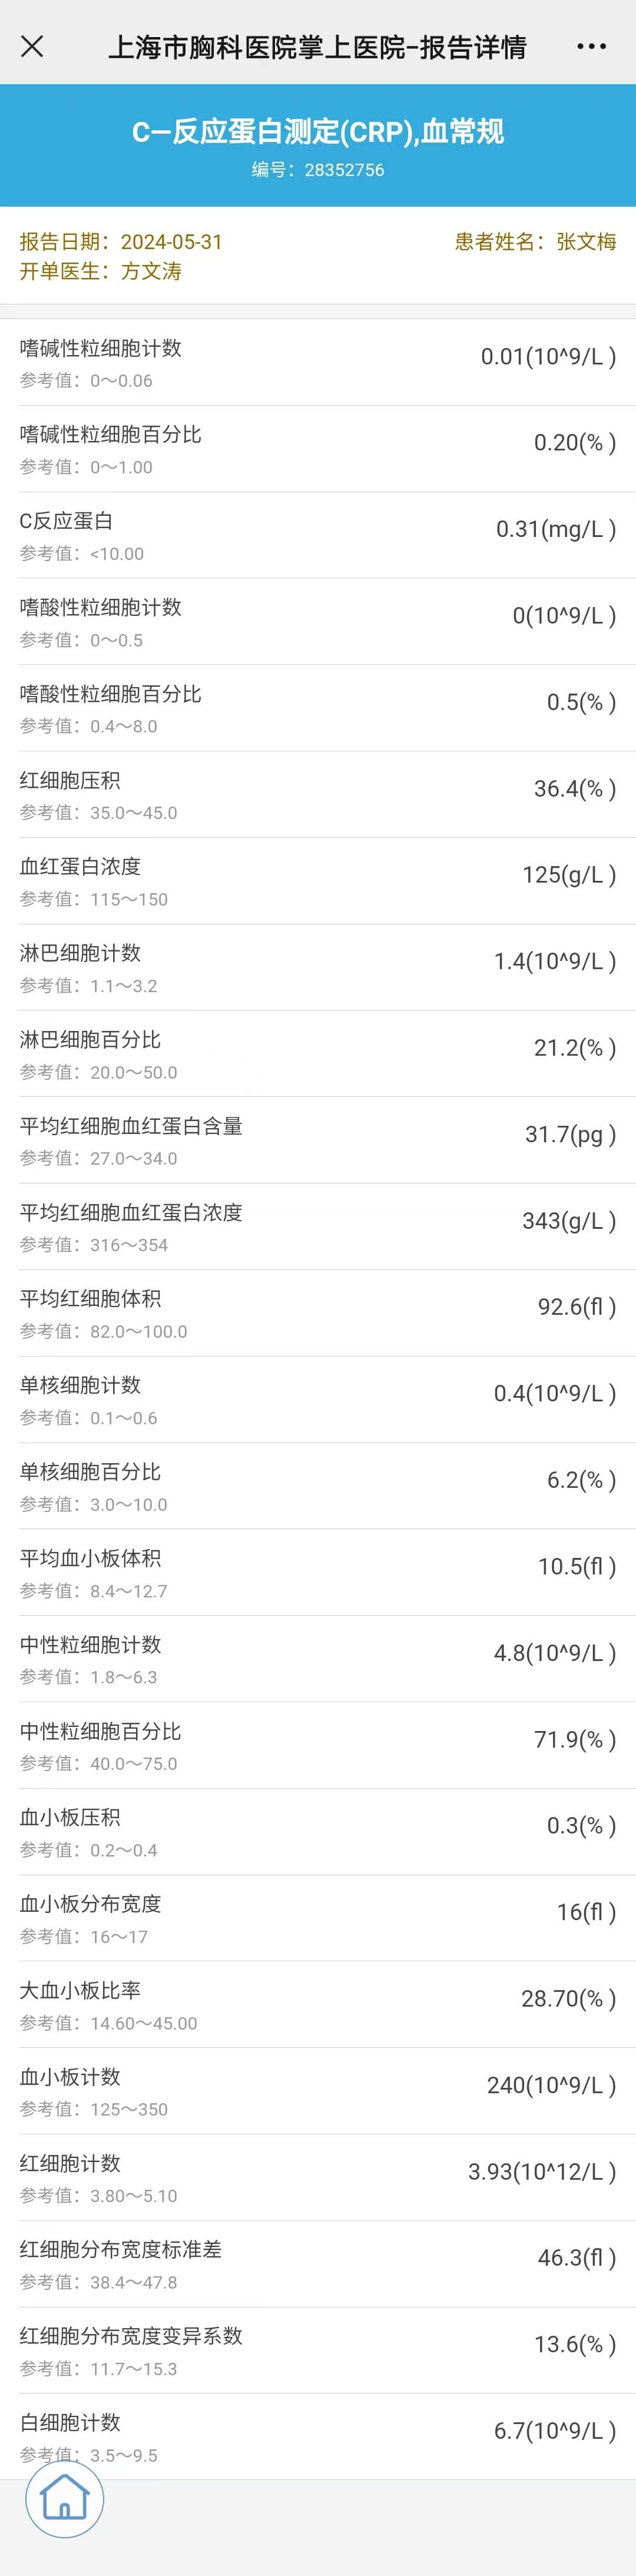 上海市胸科医院掌上医院-报告详情
C—反应蛋白测定(CRP),血常规
编号：28352756
报告日期：2024-05-31
患者姓名：张文梅
开单医生：方文涛
嗜碱性粒细胞计数
0.01(10^9/L )
参考值：0～0.06
嗜碱性粒细胞百分比
0.20(% )
参考值：0～1.00
C反应蛋白
0.31(mg/L )
参考值：<10.00
嗜酸性粒细胞计数
0(10^9/L )
参考值：0～0.5
嗜酸性粒细胞百分比
0.5(% )
参考值：0.4～8.0
红细胞压积
36.4(% )
参考值：35.0～45.0
血红蛋白浓度
125(g/L )
参考值：115～150
淋巴细胞计数
1.4(10^9/L )
参考值：1.1～3.2
淋巴细胞百分比
21.2(% )
参考值：20.0～50.0
平均红细胞血红蛋白含量
31.7(pg )
参考值：27.0～34.0
平均红细胞血红蛋白浓度
343(g/L )
参考值：316～354
平均红细胞体积
92.6(fl )
参考值：82.0～100.0
单核细胞计数
0.4(10^9/L )
参考值：0.1～0.6
单核细胞百分比
6.2(% )
参考值：3.0～10.0
平均血小板体积
10.5(fl )
参考值：8.4～12.7
中性粒细胞计数
4.8(10^9/L )
参考值：1.8～6.3
中性粒细胞百分比
71.9(% )
参考值：40.0～75.0
血小板压积
0.3(% )
参考值：0.2～0.4
血小板分布宽度
16(fl )
参考值：16～17
大血小板比率
28.70(% )
参考值：14.60～45.00
血小板计数
240(10^9/L )
参考值：125～350
红细胞计数
3.93(10^12/L )
参考值：3.80～5.10
红细胞分布宽度标准差
46.3(fl )
参考值：38.4～47.8
红细胞分布宽度变异系数
13.6(% )
参考值：11.7～15.3
白细胞计数
6.7(10^9/L )
参考值：3.5～9.5